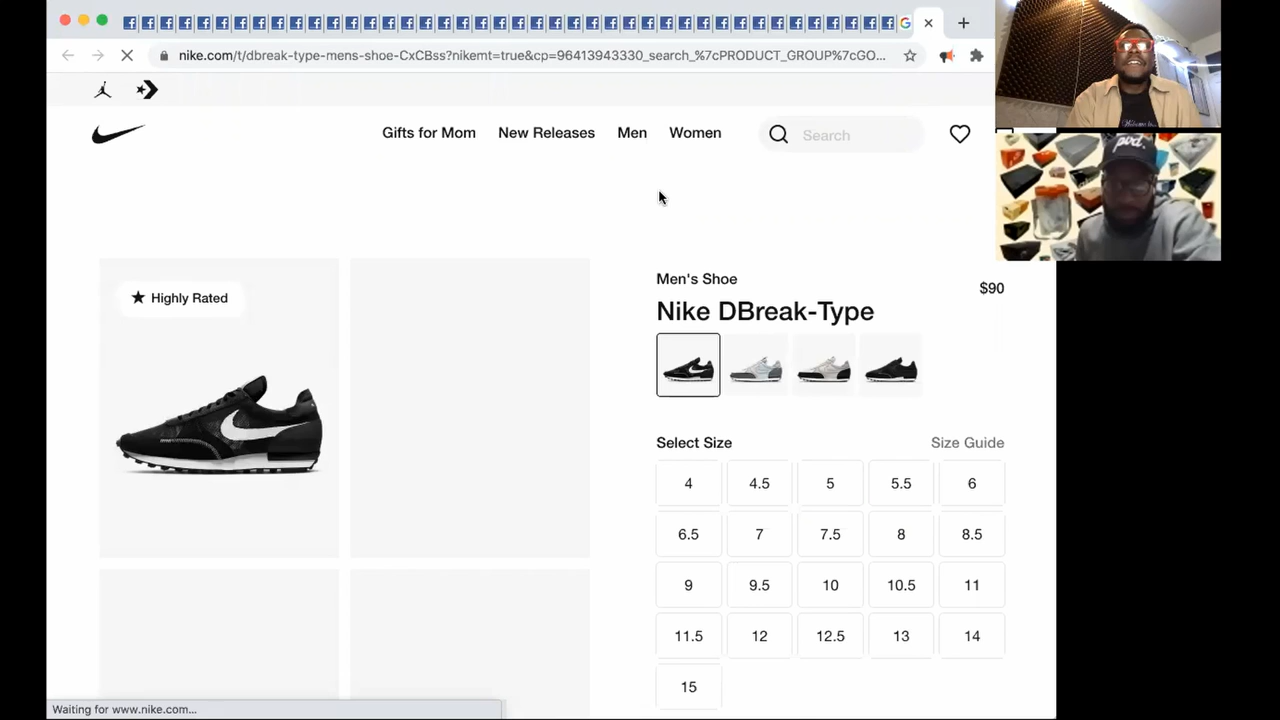 nike.com/t/dbreak-type-mens-shoe-CxCBss?nikemt=true&cp=96413943330_search_%7cPRODUCT_GROUP%7cGO...
Gifts for Mom New Releases Men Women Search
Highly Rated
Men's Shoe
$90
Nike DBreak-Type
Select Size Size Guide
4 4.5 5 5.5 6
6.5 7 7.5 8 8.5
9 9.5 10 10.5 11
11.5 12 12.5 13 14
15
Waiting for www.nike.com...
pvd.